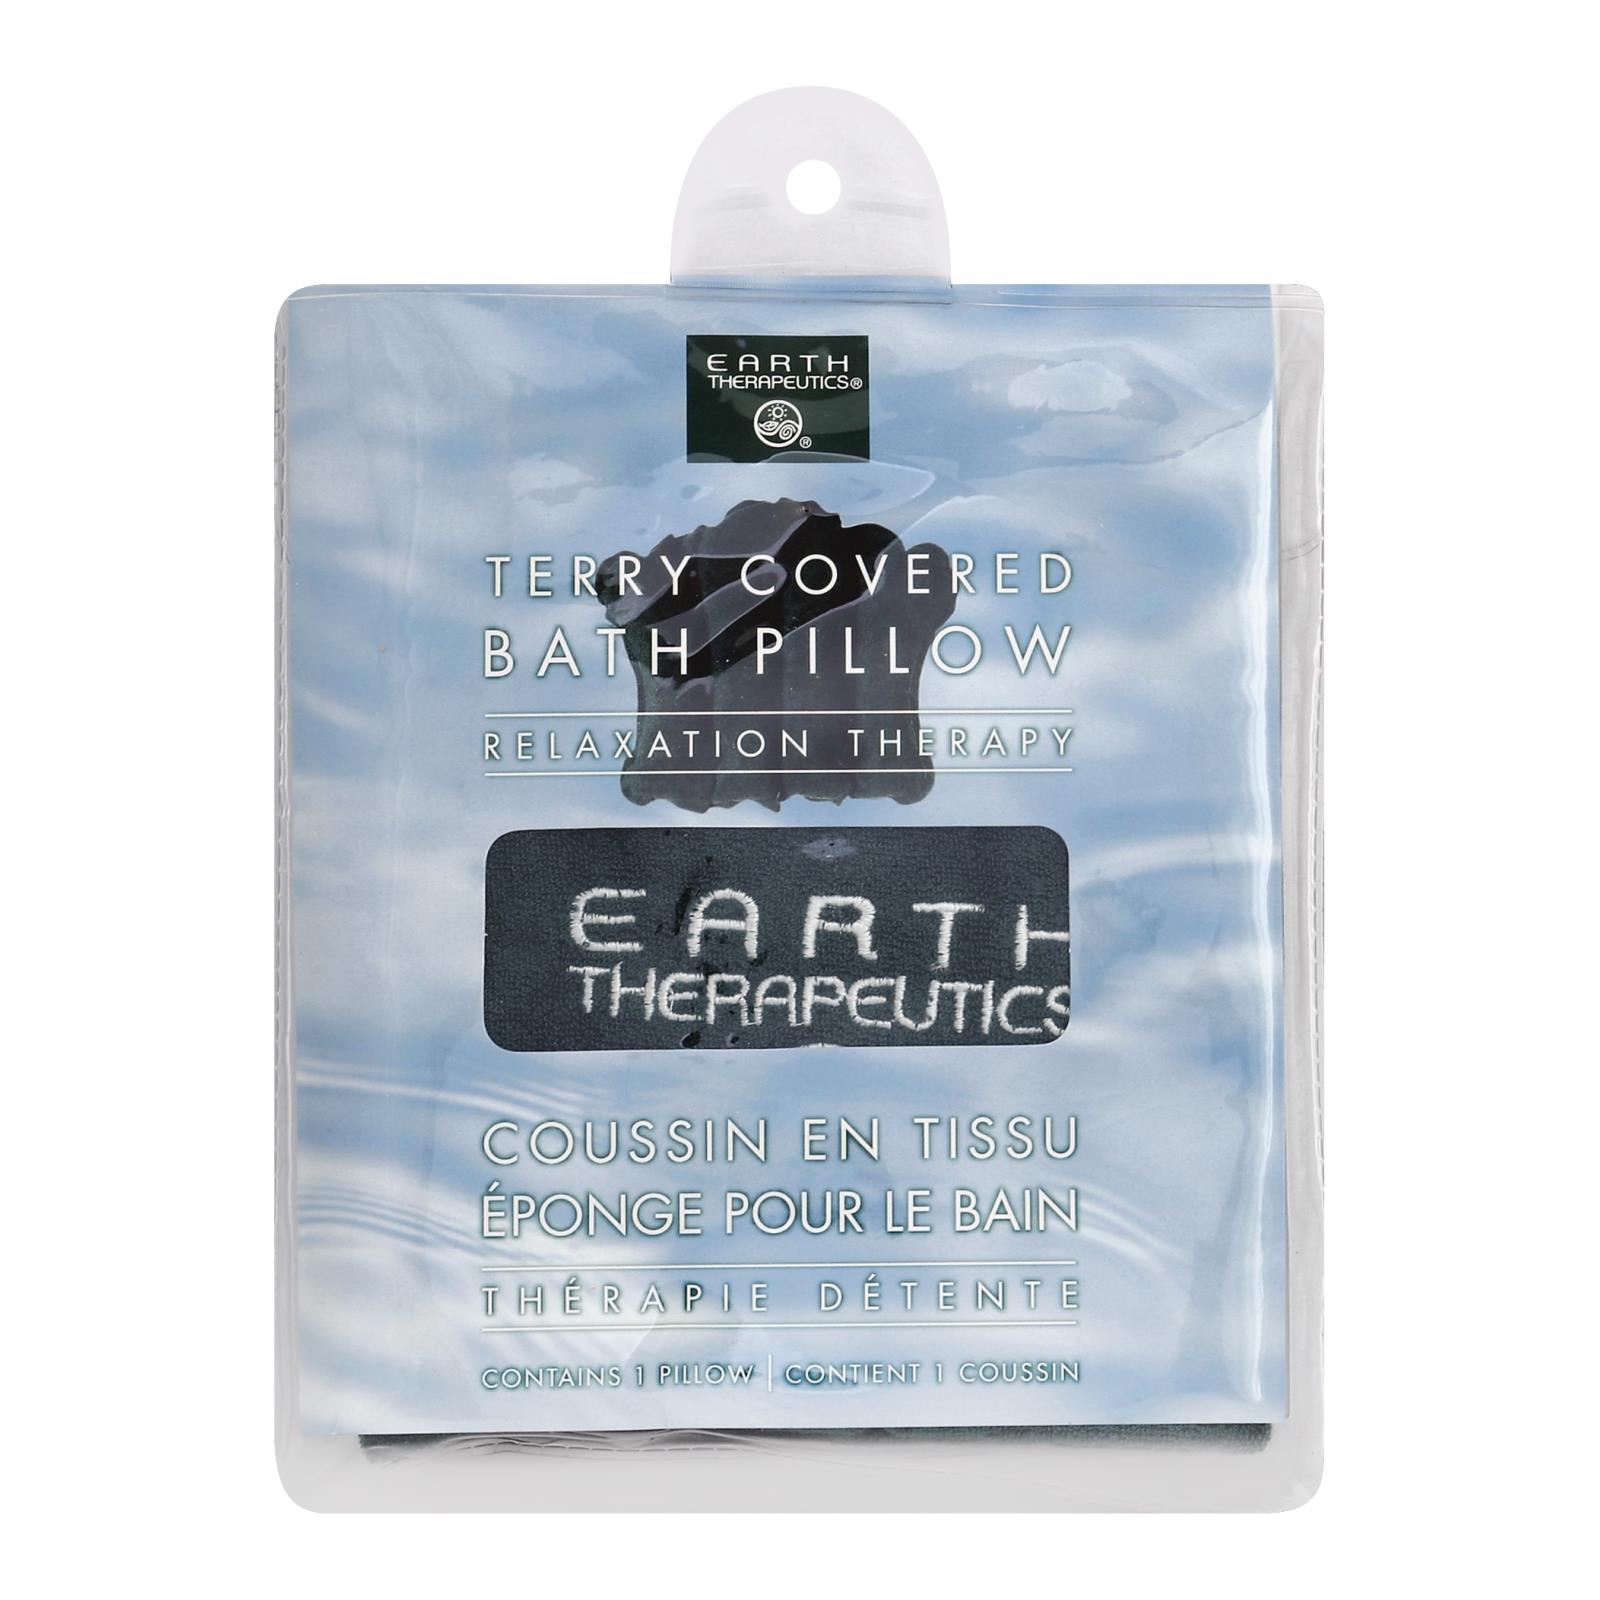 EARTH
THERAPEUTICS®
®
TERRY COVERED
BATH PILLOW
RELAXATION THERAPY
EARTH
THERAPEUTICS
COUSSIN EN TISSU
ÉPONGE POUR LE BAIN
THÉRAPIE DÉTENTE
CONTAINS 1 PILLOW | CONTIENT 1 COUSSIN